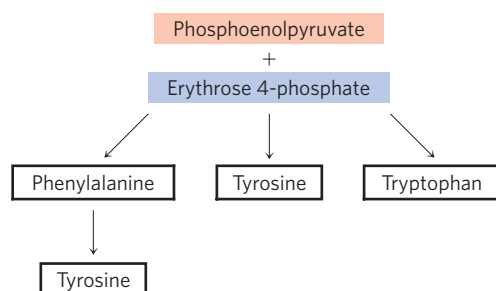 Phosphoenolpyruvate
+
Erythrose 4-phosphate
Phenylalanine
Tyrosine
Tryptophan
Tyrosine